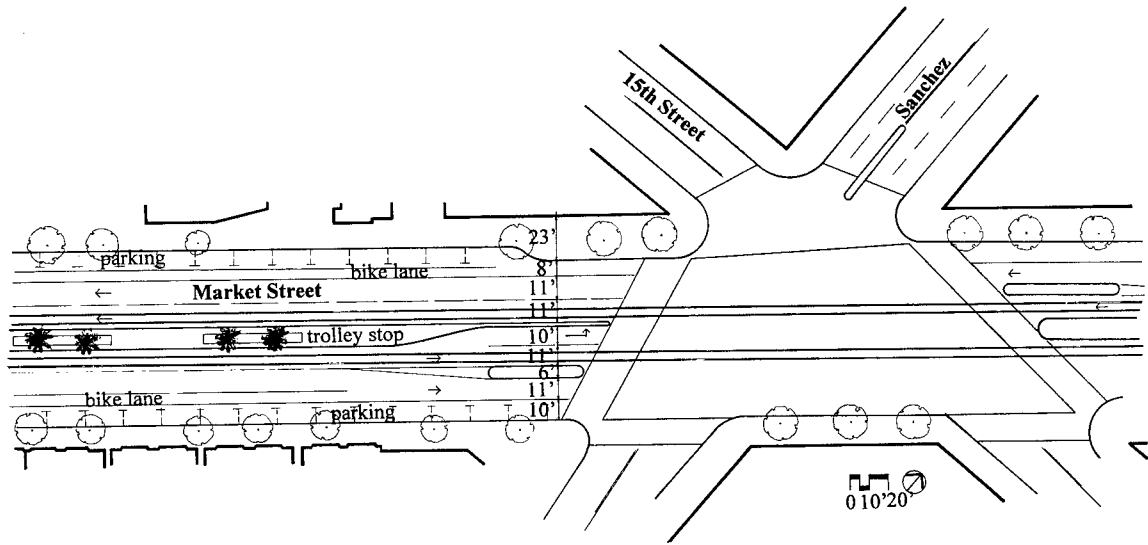 15th Street
Sanchez
23'
parking
bike lane
8'
Market Street
11'
11'
trolley stop
10'
11'
6'
bike lane
11'
parking
10'
0 10'20'